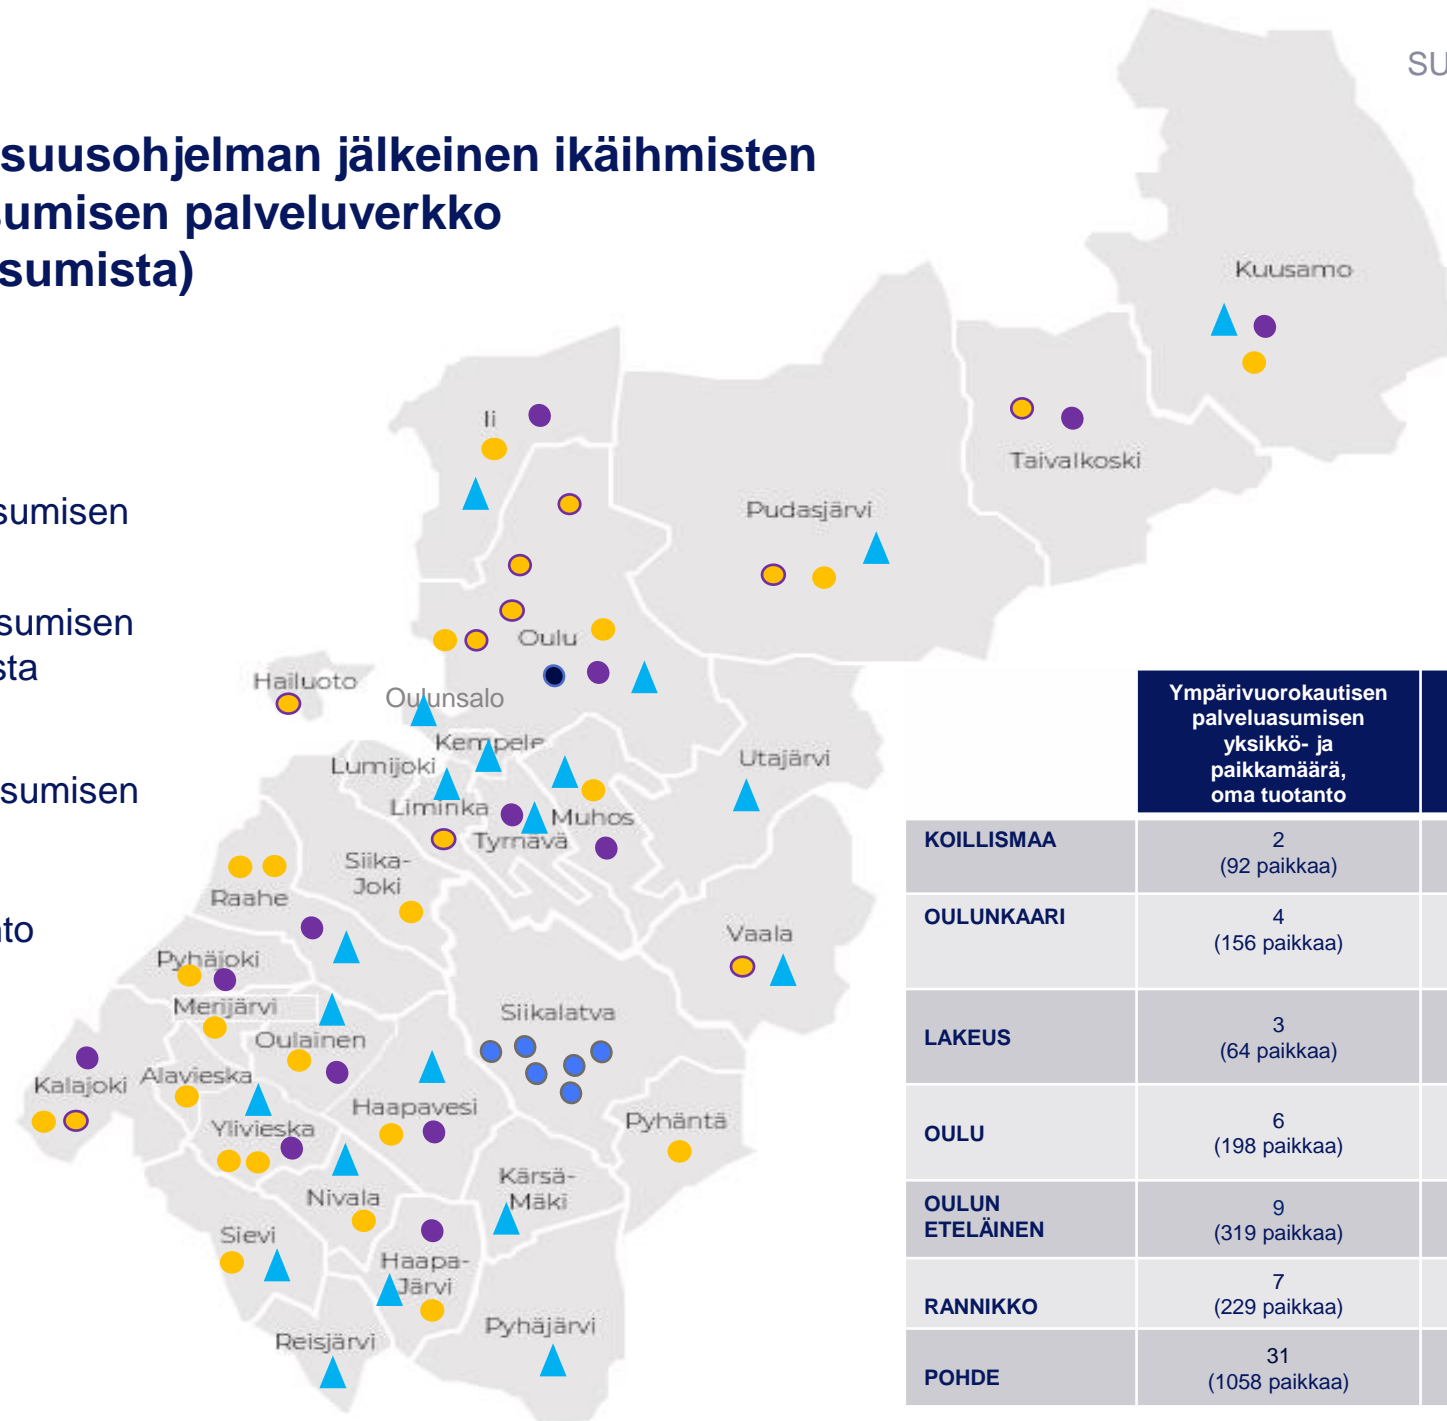 SU
suusohjelman jälkeinen ikäihmisten
sumisen palveluverkko
sumista)
sumisen
sumisen
sta
sumisen
nto
Kuusamo
Ii
Taivalkoski
Pudasjärvi
Oulu
Hailuoto
Oulunsalo
Kempele
Lumijoki
Utajärvi
Liminka
Muhos
Tyrnävä
Siika-
Joki
Raahe
Vaala
Pyhäjoki
Merijärvi
Siikalatva
Oulainen
Kalajoki
Alavieska
Haapavesi
Ylivieska
Pyhäntä
Kärsä-
Mäki
Nivala
Sievi
Haapa-
Järvi
Reisjärvi
Pyhäjärvi
Ympärivuorokautisen
palveluasumisen
yksikkö- ja
paikkamäärä,
oma tuotanto
KOILLISMAA 2
(92 paikkaa)
OULUNKAARI 4
(156 paikkaa)
LAKEUS 3
(64 paikkaa)
OULU 6
(198 paikkaa)
OULUN
ETELÄINEN 9
(319 paikkaa)
RANNIKKO 7
(229 paikkaa)
POHDE 31
(1058 paikkaa)